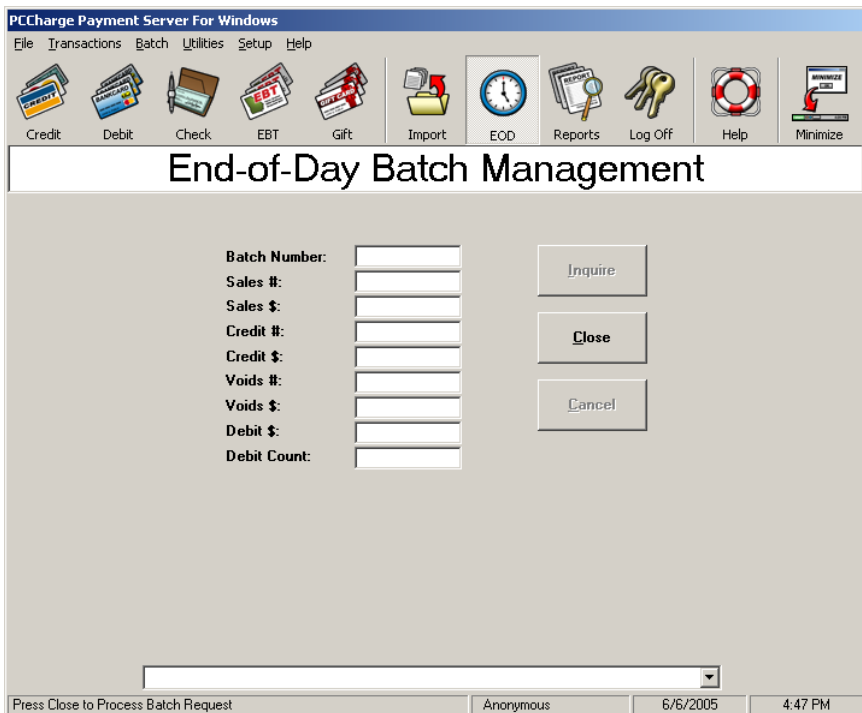 PCCharge Payment Server For Windows
File Transactions Batch Utilities Setup Help
CREDIT BANKCARD EBT GIFT CARD REPORT MINIMIZE
Credit Debit Check EBT Gift Import EOD Reports Log Off Help Minimize
End-of-Day Batch Management
Batch Number:
Inquire
Sales #:
Sales $:
Credit #:
Close
Credit $:
Voids #:
Voids $:
Cancel
Debit $:
Debit Count:
Press Close to Process Batch Request Anonymous 6/6/2005 4:47 PM